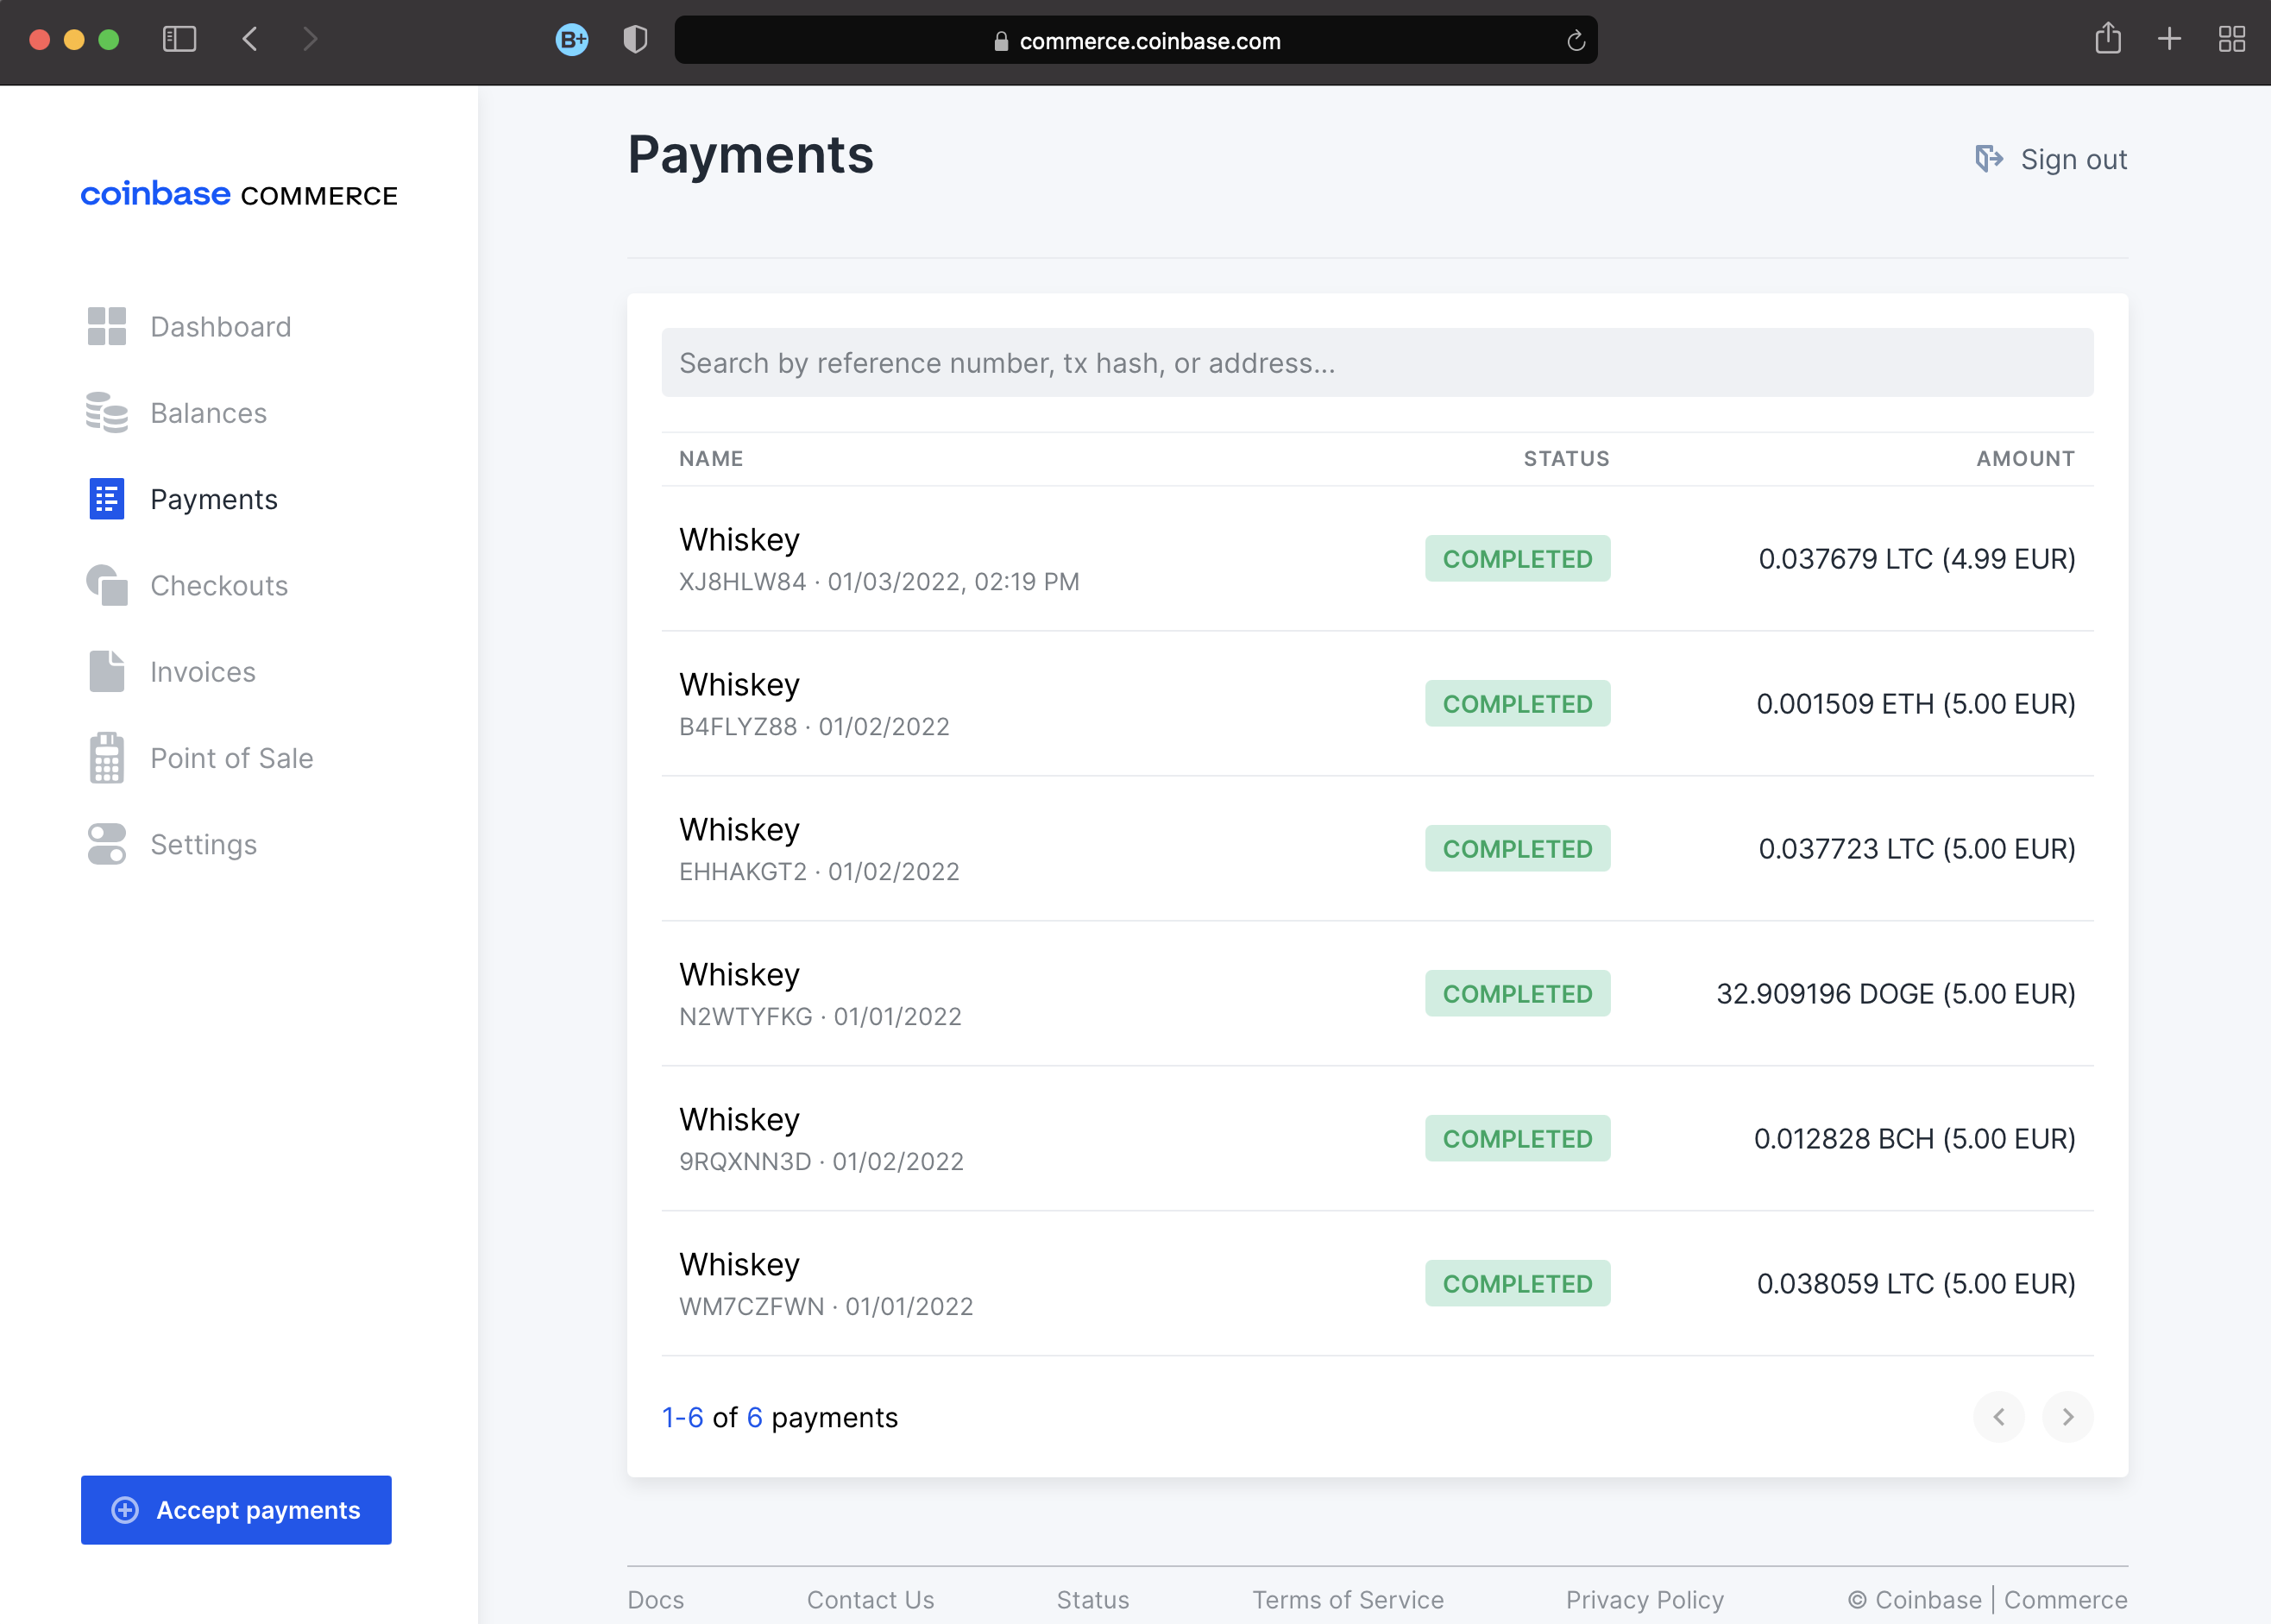 B+
commerce.coinbase.com
coinbase COMMERCE
Dashboard
Balances
Payments
Checkouts
Invoices
Point of Sale
Settings
Accept payments
Payments
Sign out
Search by reference number, tx hash, or address...
NAME STATUS AMOUNT
Whiskey
XJ8HLW84 · 01/03/2022, 02:19 PM
COMPLETED
0.037679 LTC (4.99 EUR)
Whiskey
B4FLYZ88 · 01/02/2022
COMPLETED
0.001509 ETH (5.00 EUR)
Whiskey
EHHAKGT2 · 01/02/2022
COMPLETED
0.037723 LTC (5.00 EUR)
Whiskey
N2WTYFKG · 01/01/2022
COMPLETED
32.909196 DOGE (5.00 EUR)
Whiskey
9RQXNN3D · 01/02/2022
COMPLETED
0.012828 BCH (5.00 EUR)
Whiskey
WM7CZFWN · 01/01/2022
COMPLETED
0.038059 LTC (5.00 EUR)
1-6 of 6 payments
Docs Contact Us Status Terms of Service Privacy Policy © Coinbase | Commerce